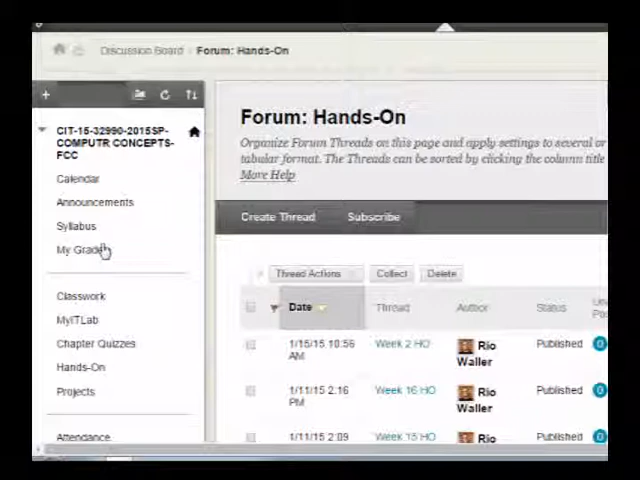 Discussion Board Forum: Hands-On
CIT-15-32990-2015SP-
COMPUTR CONCEPTS-
FCC
Calendar
Announcements
Syllabus
My Grades
Classwork
MyITLab
Chapter Quizzes
Hands-On
Projects
Attendance
Forum: Hands-On
Organize Forum Threads on this page and apply settings to several or
tabular format. The Threads can be sorted by clicking the column title
More Help
Create Thread Subscribe
Thread Actions Collect Delete
Date Thread Author Status
1/15/15 10:56 AM Week 2 HO Rio Waller Published
1/11/15 2:16 PM Week 16 HO Rio Waller Published
1/11/15 2:09 Week 15 HO Rio Published